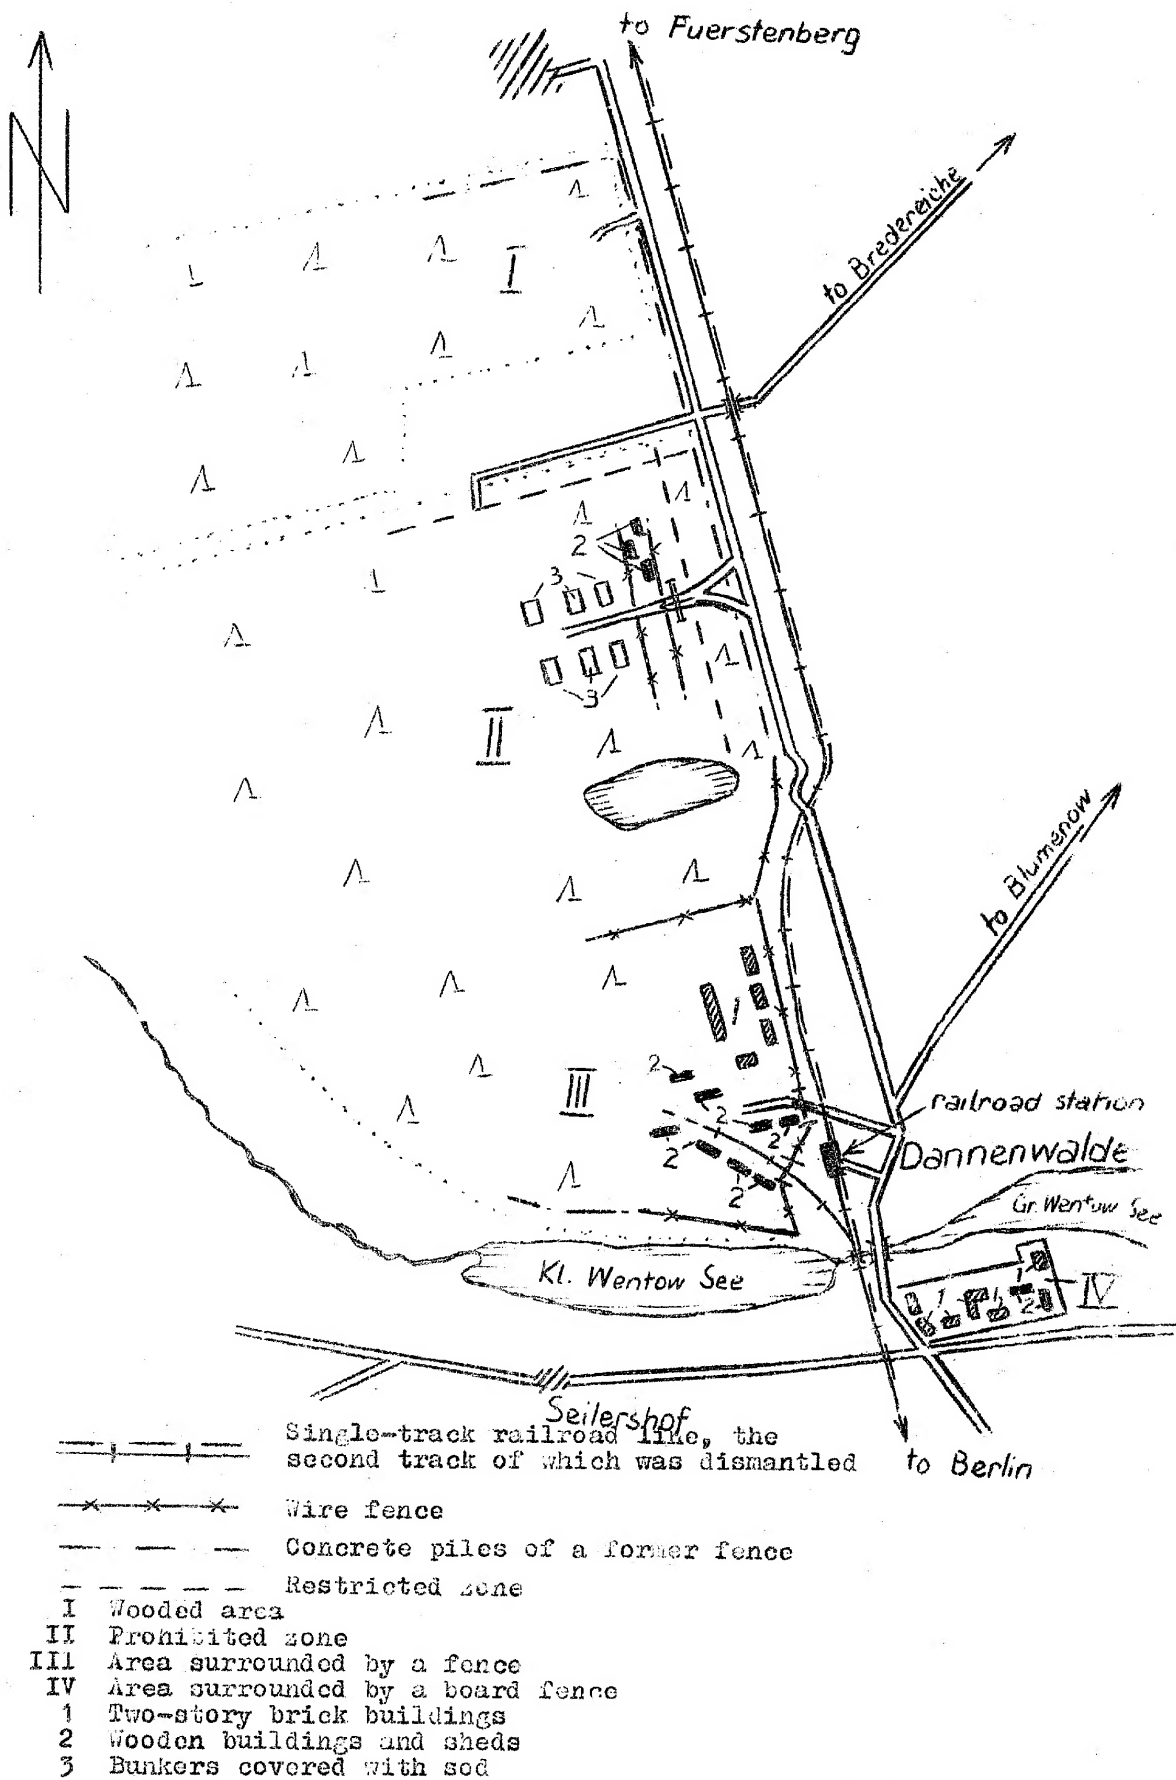 to Fuerstenberg
N
to Bredereiche
I
2
3
3
II
to Blumenow
1
2
III
2
railroad station
2
2
Dannenwalde
2
Gr. Wentow See
Kl. Wentow See
1
1
1
IV
1
2
Seilershof
Single-track railroad line, the
second track of which was dismantled
to Berlin
Wire fence
Concrete piles of a former fence
Restricted zone
I Wooded area
II Prohibited zone
III Area surrounded by a fence
IV Area surrounded by a board fence
1 Two-story brick buildings
2 Wooden buildings and sheds
3 Bunkers covered with sod